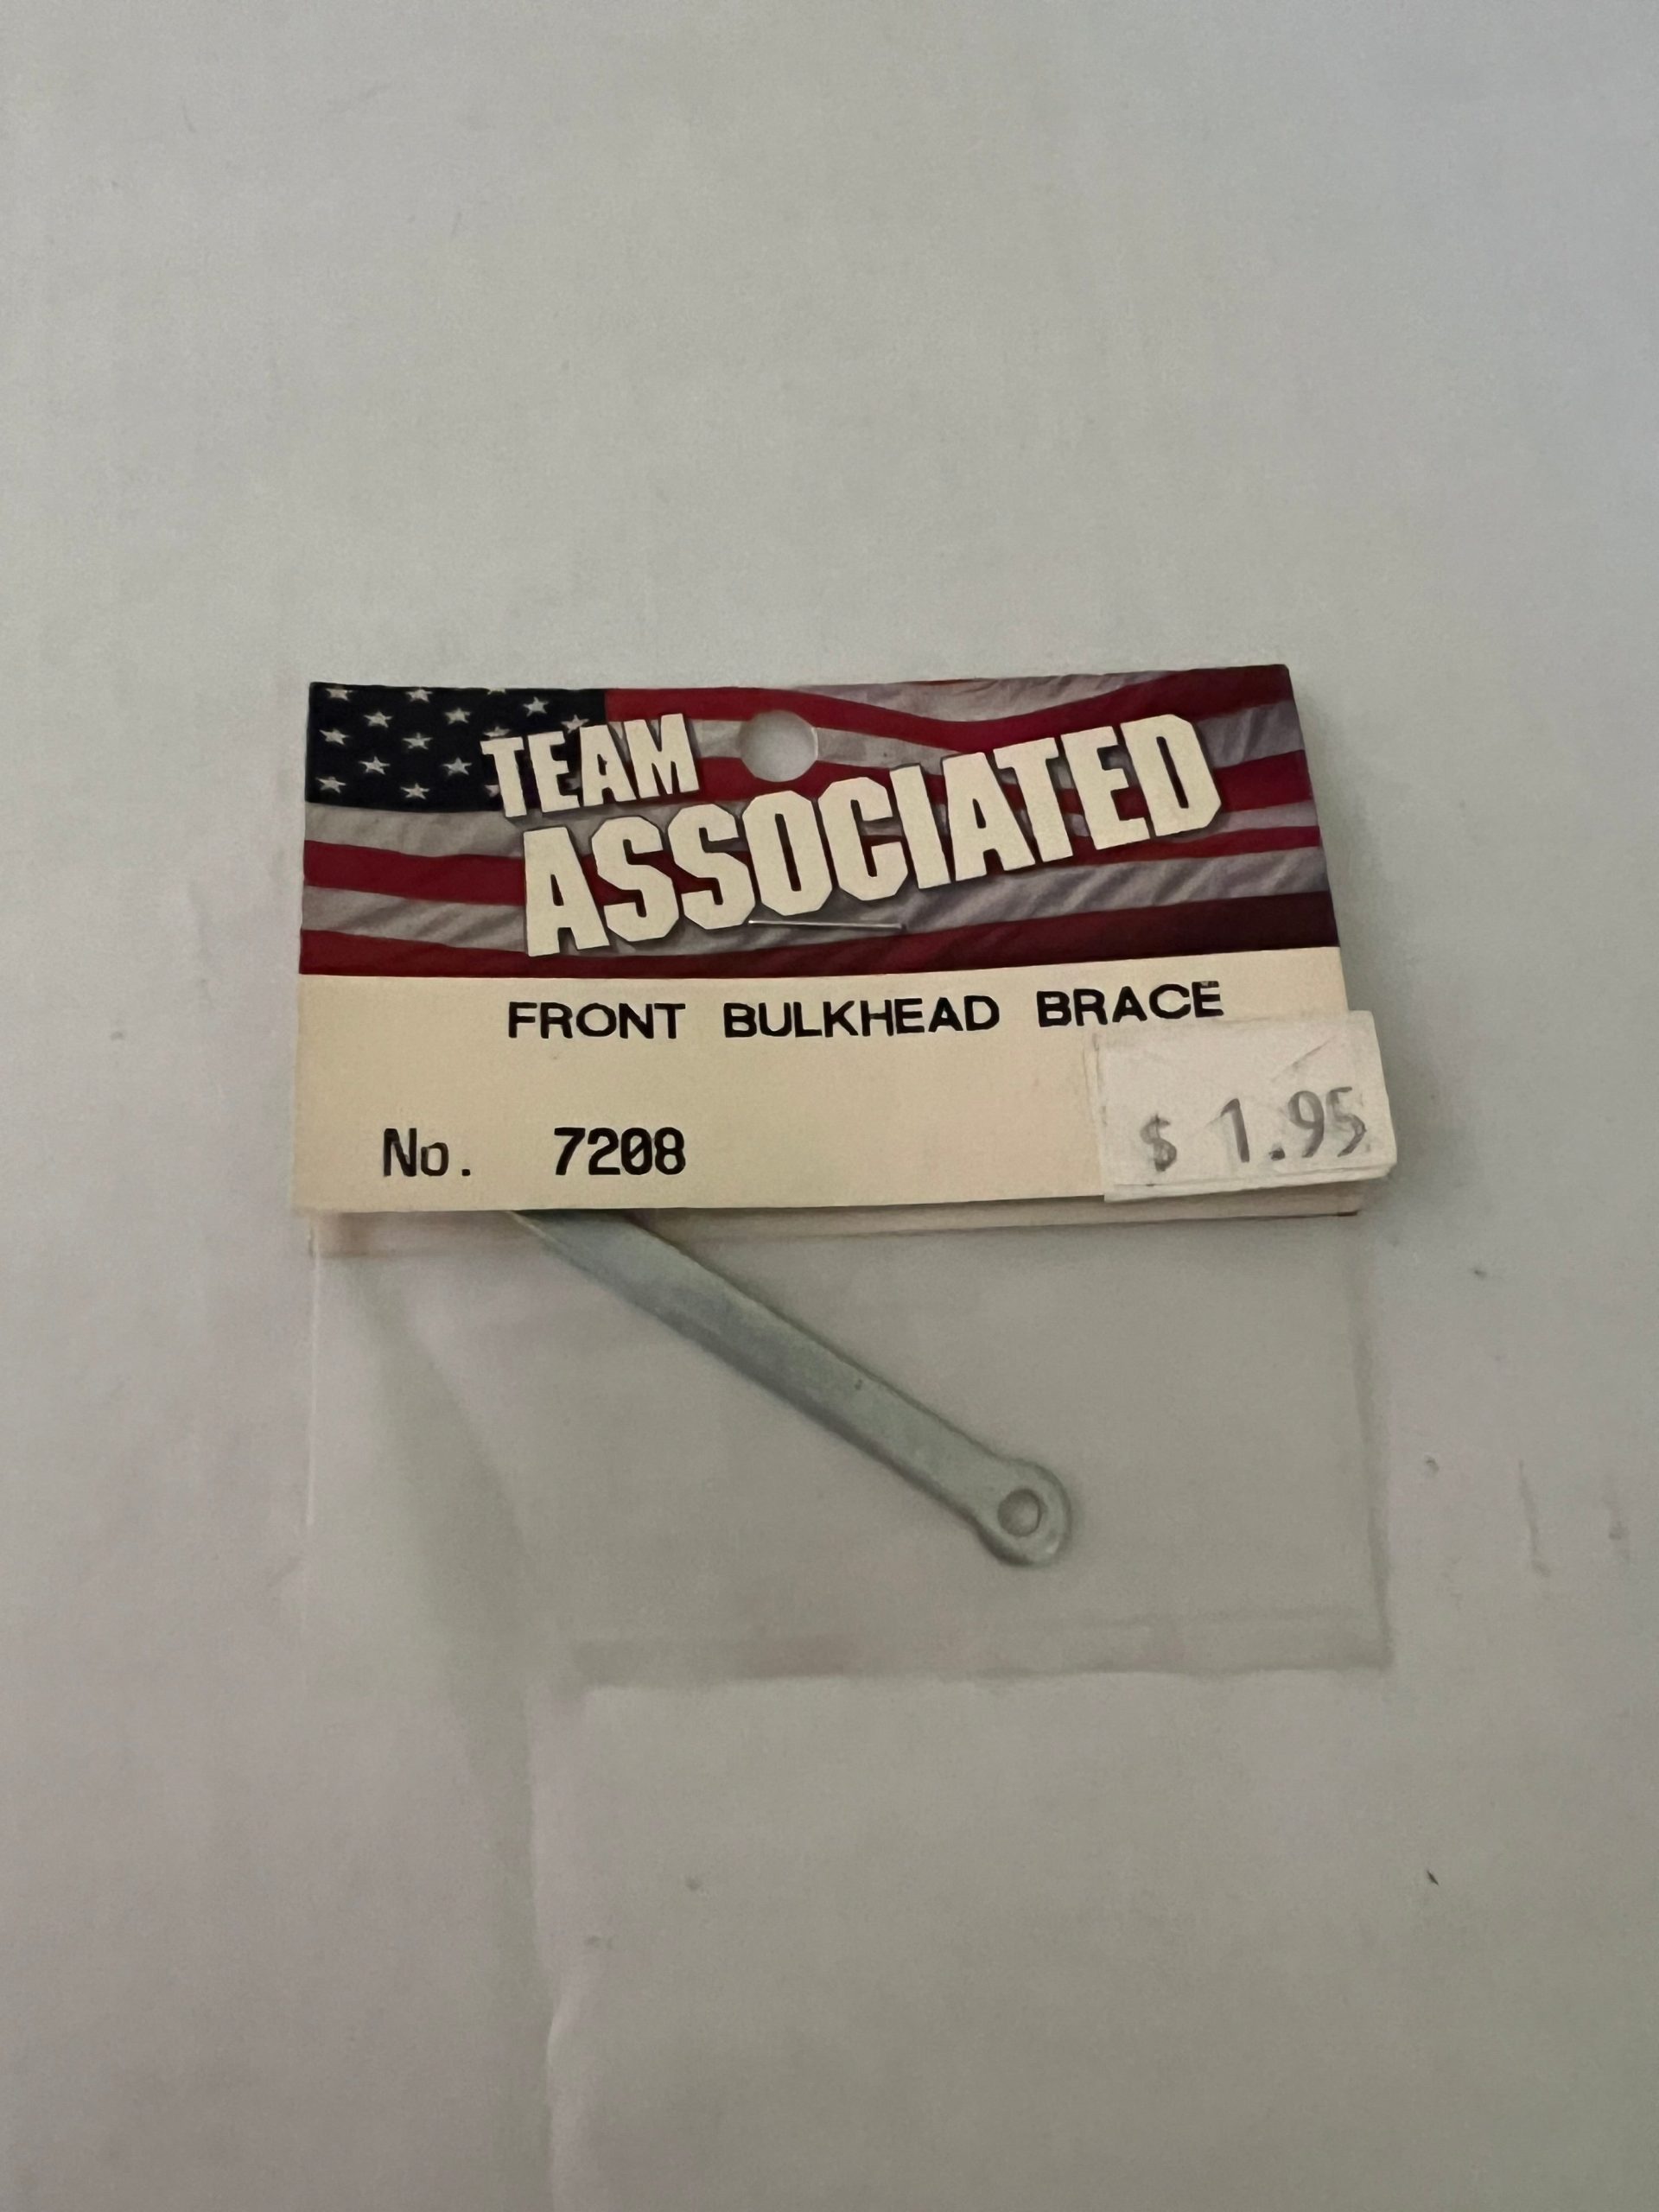 TEAM
ASSOCIATED
FRONT BULKHEAD BRACE
$ 1.95
No. 7208